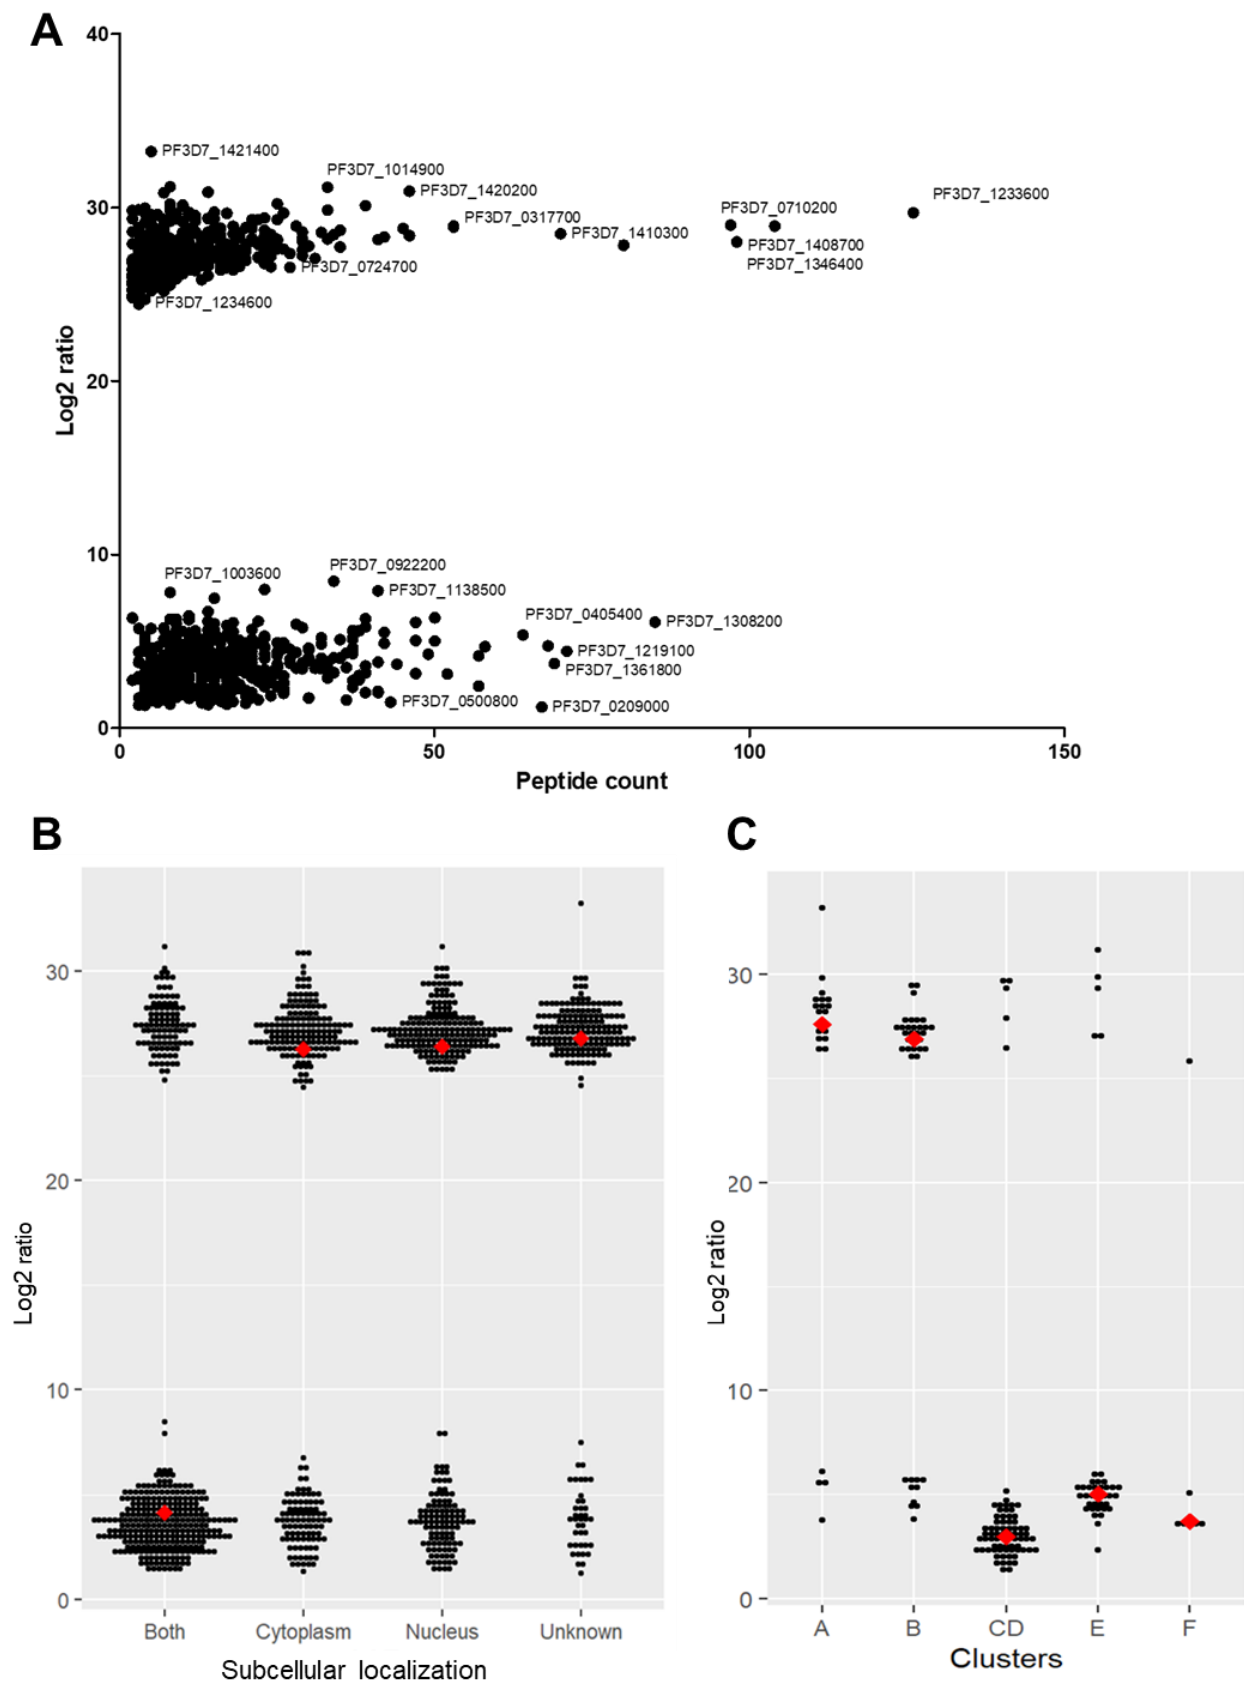 A
40
PF3D7_1421400
PF3D7_1014900
PF3D7_1420200
PF3D7_1233600
PF3D7_0710200
PF3D7_0317700
30
PF3D7_1410300
PF3D7_1408700
PF3D7_1346400
PF3D7_0724700
PF3D7_1234600
Log2 ratio
20
10
PF3D7_0922200
PF3D7_1003600
PF3D7_1138500
PF3D7_0405400
PF3D7_1308200
PF3D7_1219100
PF3D7_1361800
PF3D7_0500800
PF3D7_0209000
0
0 50 100 150
Peptide count
B
30
20
Log2 ratio
10
0
Both Cytoplasm Nucleus Unknown
Subcellular localization
C
30
20
Log2 ratio
10
0
A B CD E F
Clusters